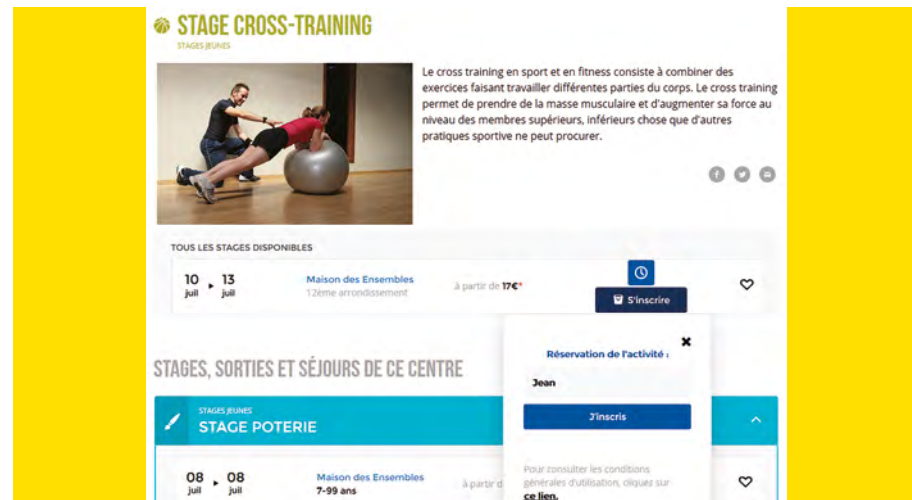 STAGE CROSS-TRAINING
STAGES JEUNES
Le cross training en sport et en fitness consiste à combiner des
exercices faisant travailler différentes parties du corps. Le cross training
permet de prendre de la masse musculaire et d'augmenter sa force au
niveau des membres supérieurs, inférieurs chose que d'autres
pratiques sportive ne peut procurer.
TOUS LES STAGES DISPONIBLES
10 ▸ 13
juil juil
Maison des Ensembles
12ème arrondissement
à partir de 17€*
S'inscrire
Réservation de l'activité :
Jean
J'inscris
Pour consulter les conditions
générales d'utilisation, cliquez sur
ce lien.
STAGES, SORTIES ET SÉJOURS DE CE CENTRE
STAGES JEUNES
STAGE POTERIE
08 ▸ 08
juil juil
Maison des Ensembles
7-99 ans
à partir d